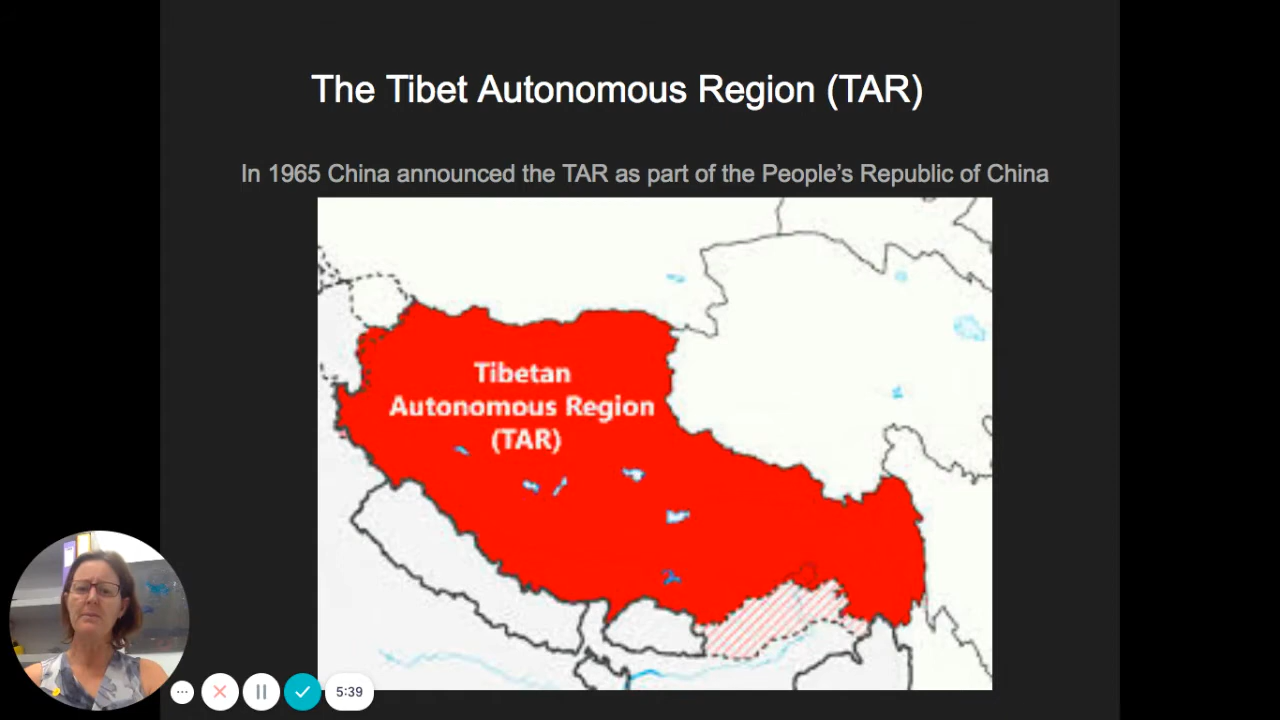 The Tibet Autonomous Region (TAR)
In 1965 China announced the TAR as part of the People's Republic of China
Tibetan
Autonomous Region
(TAR)
5:39